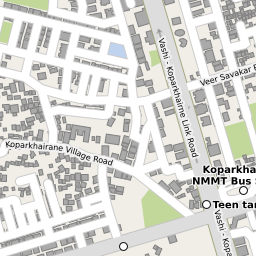 Vashi - Koparkhairne Link Road
Veer Savakar
Koparkhairane Village Road
Koparkha
NMMT Bus
Teen tar
Vashi - Kopa